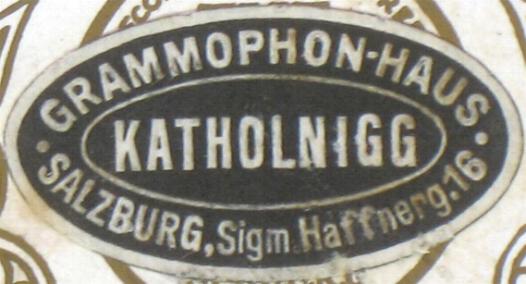 GRAMMOPHON-HAUS
KATHOLNIGG
• SALZBURG, Sigm. Haffnerg. 16 •